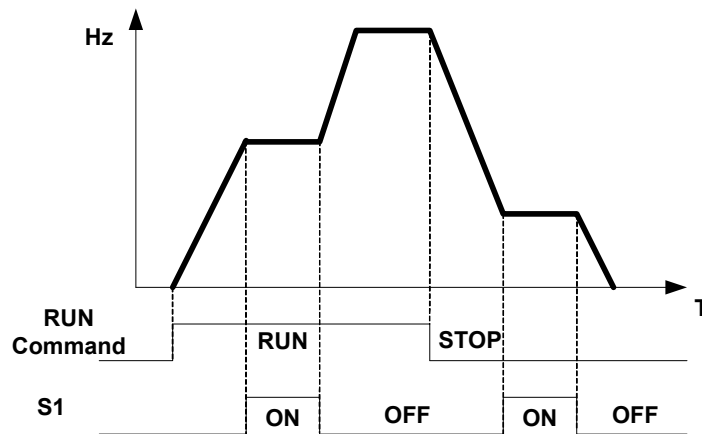 Hz
T
RUN
Command
RUN
STOP
S1
ON
OFF
ON
OFF